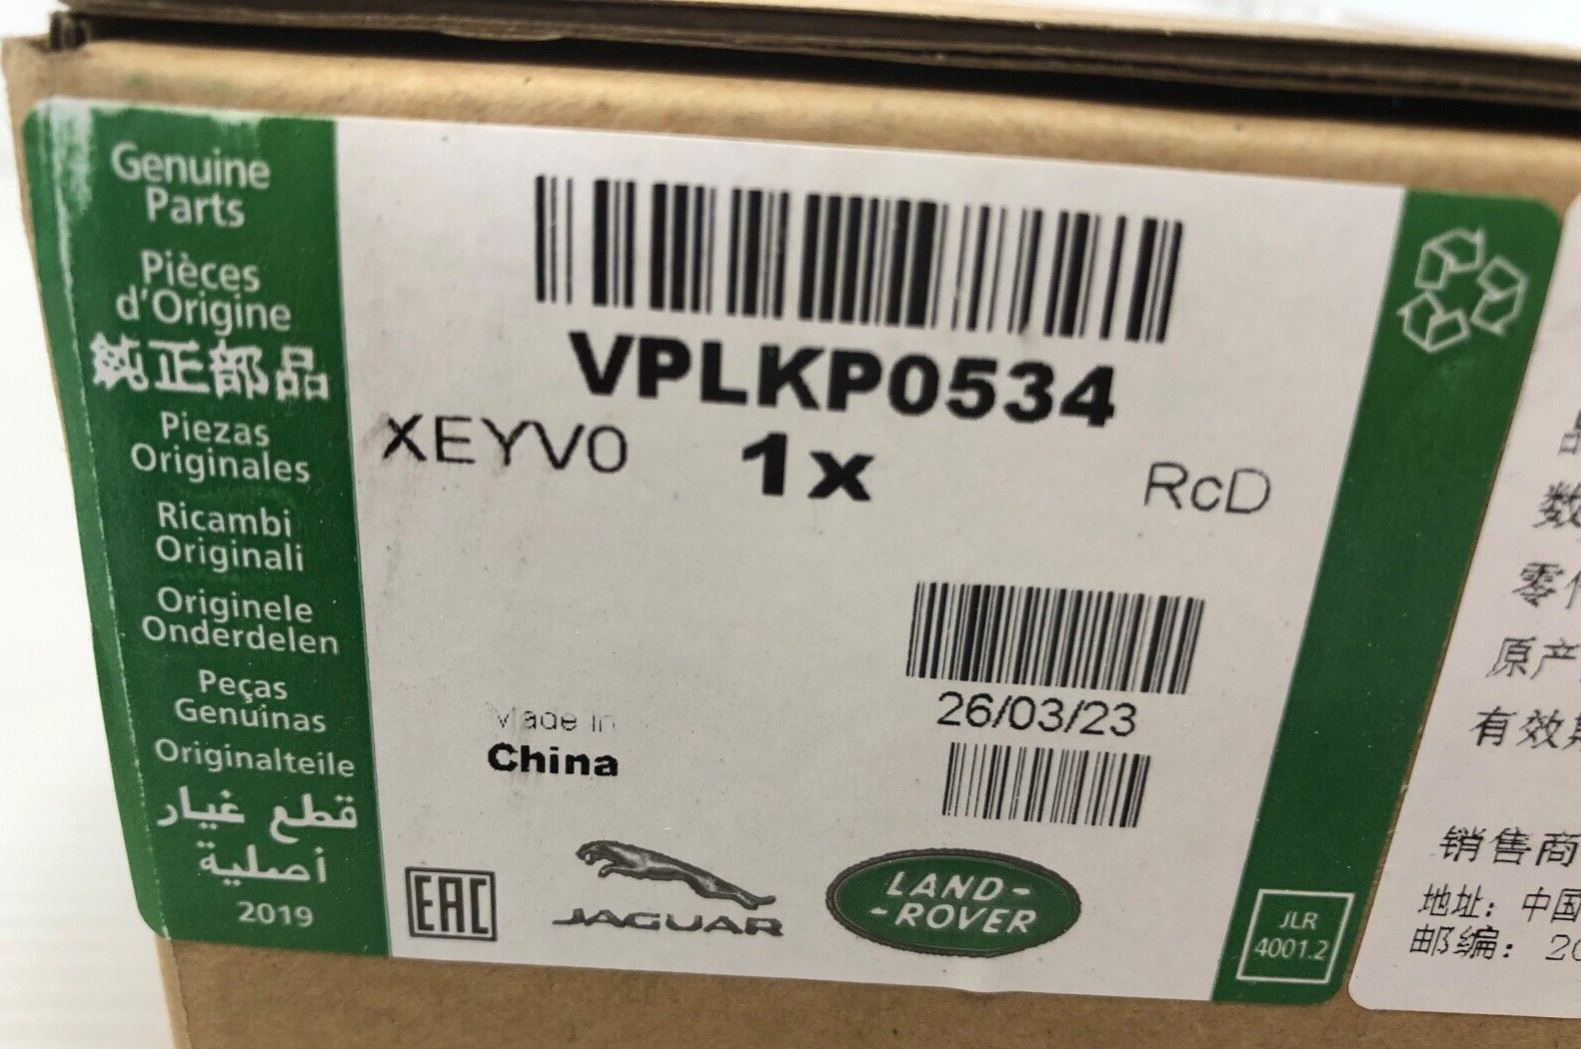 Genuine
Parts
Pièces
d'Origine
純正部品
Piezas
Originales
Ricambi
Originali
Originele
Onderdelen
Peças
Genuinas
Originalteile
قطع غيار
أصلية
2019
VPLKP0534
XEYV0 1x RcD
26/03/23
Made in
China
EAC
JAGUAR
LAND-
-ROVER
JLR
4001.2
数
零件
原产
有效期
销售商
地址: 中国
邮编: 20